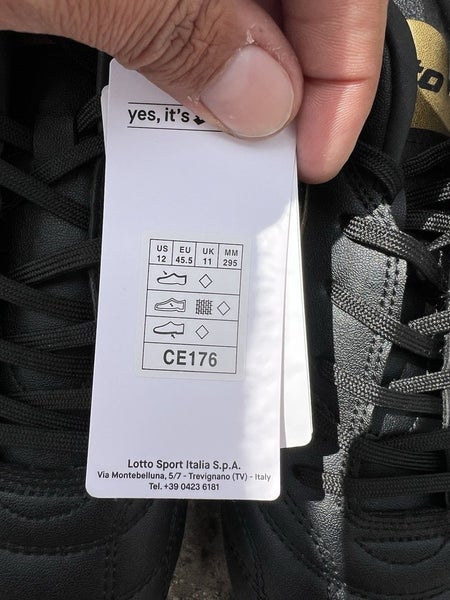 yes, it's
US EU UK MM
12 45.5 11 295
CE176
Lotto Sport Italia S.p.A.
Via Montebelluna, 5/7 - Trevignano (TV) - Italy
Tel. +39 0423 6181